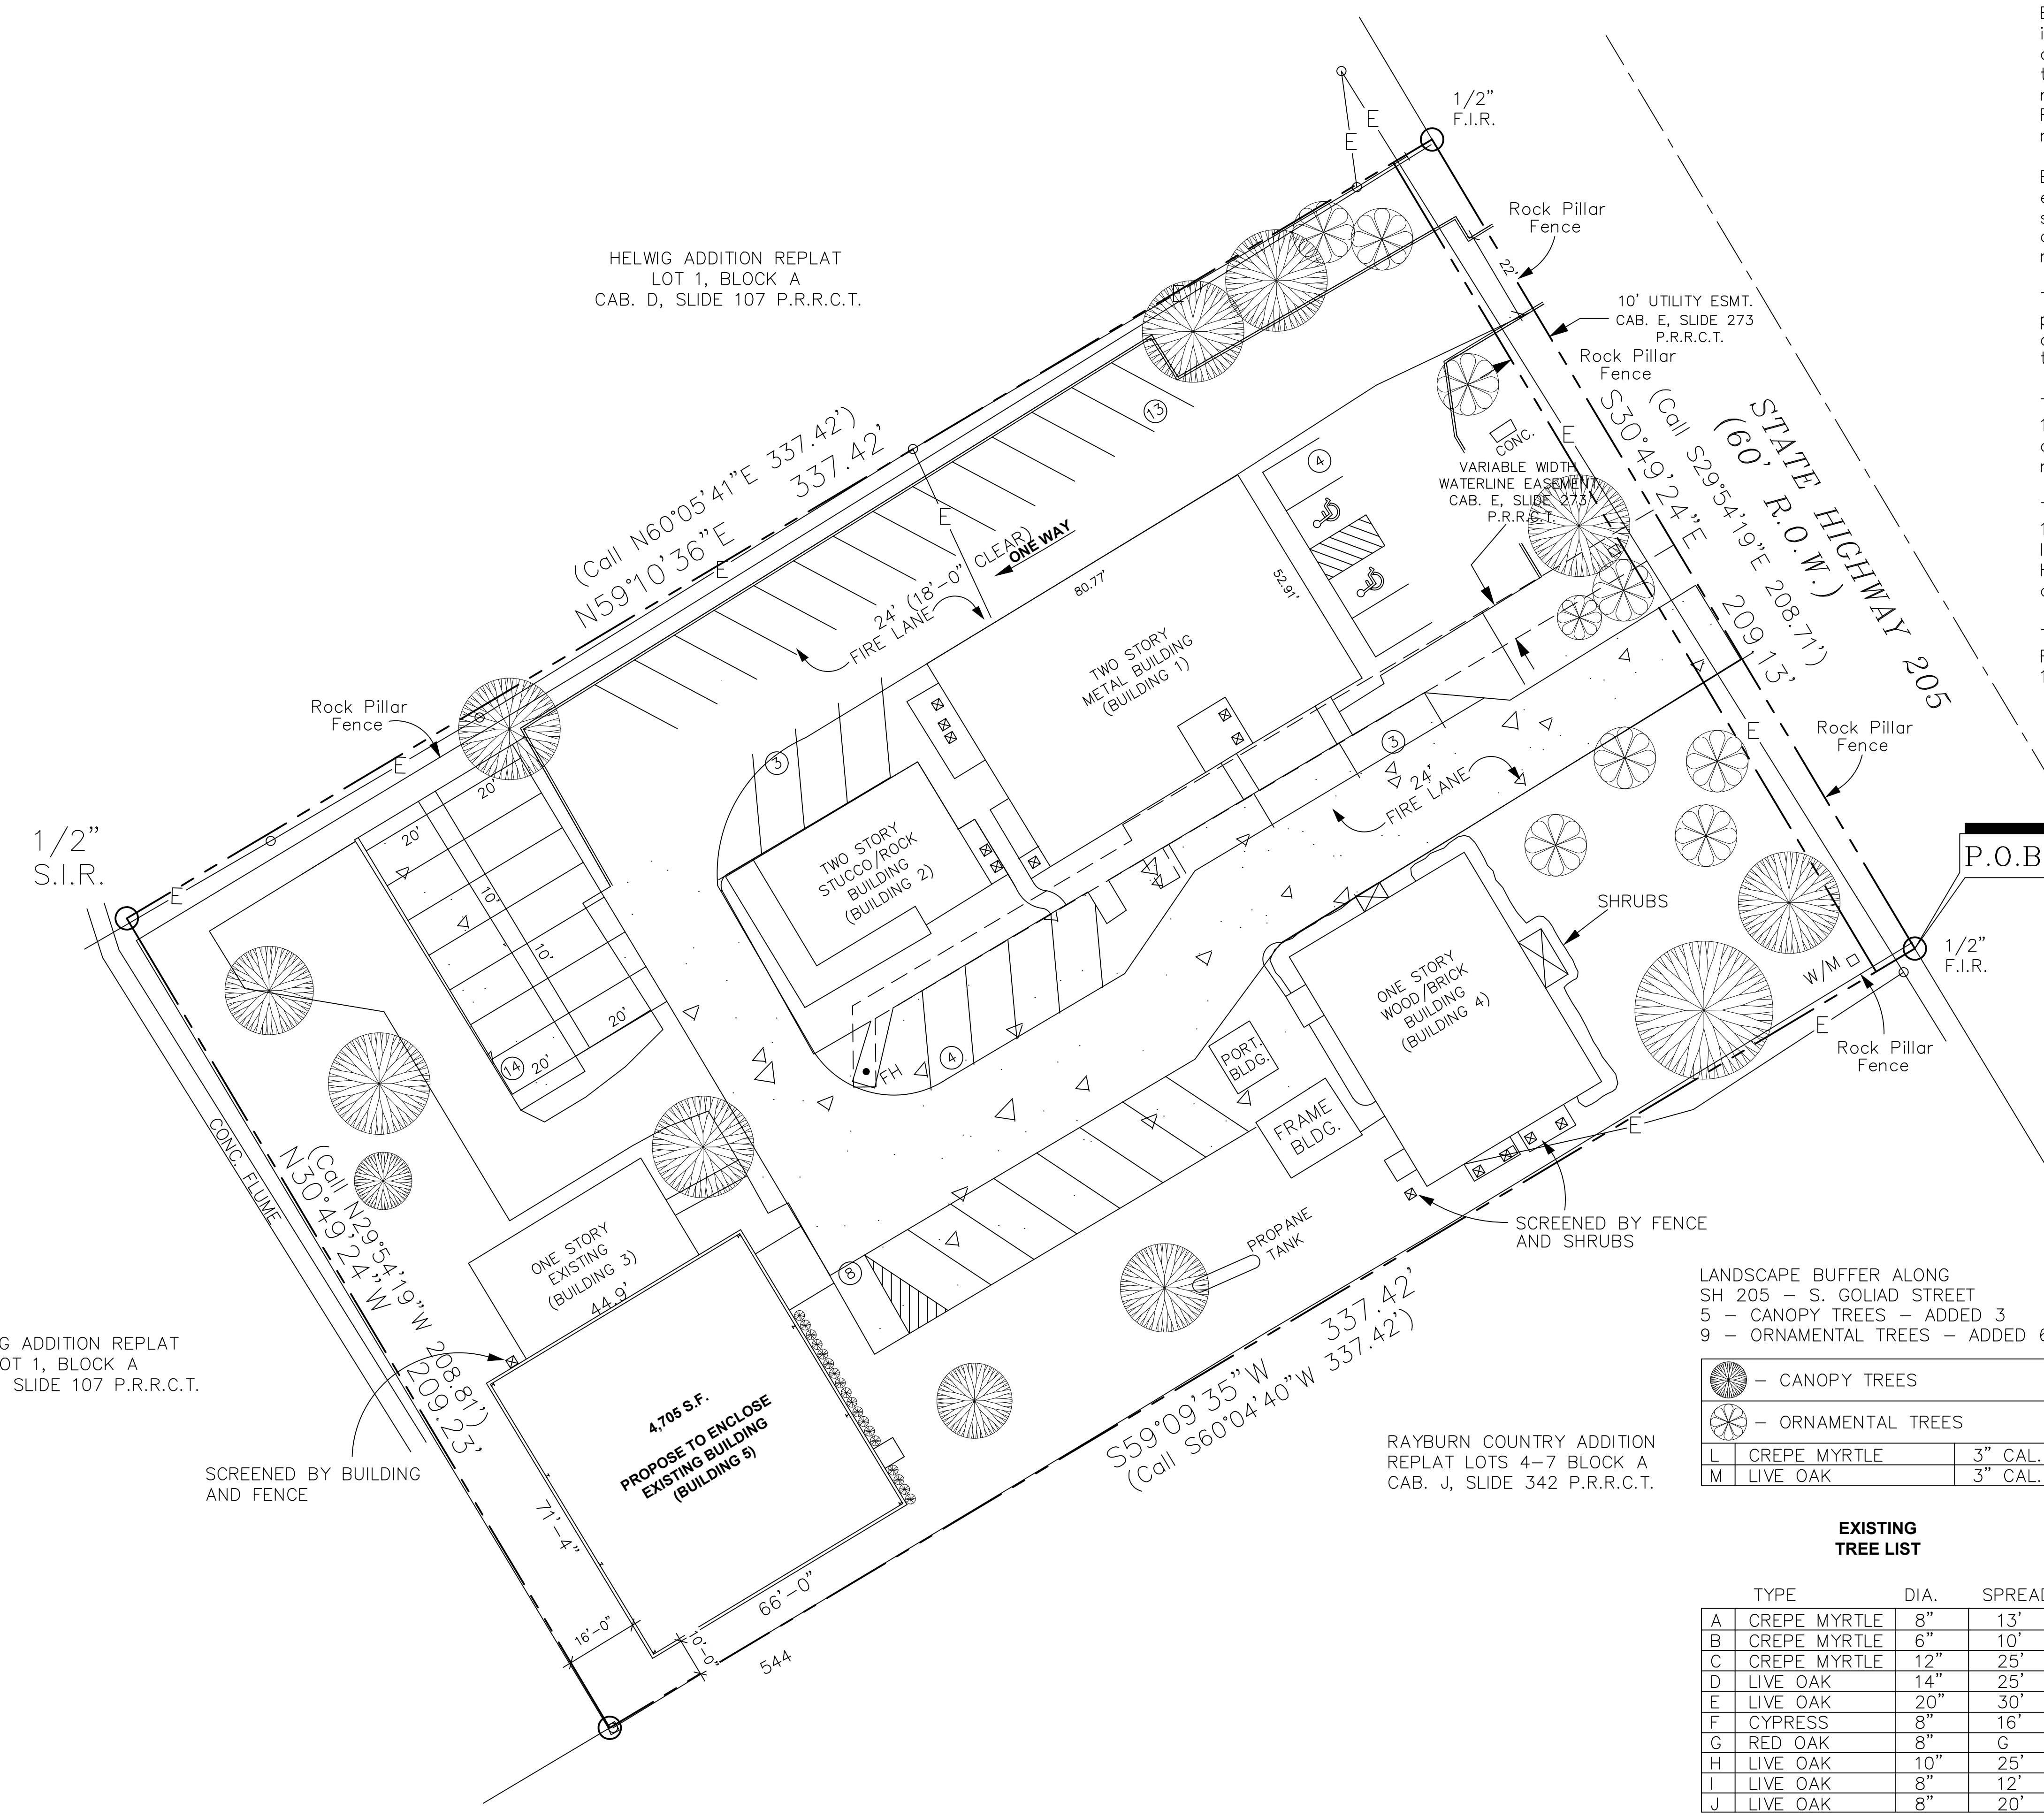 1/2"
F.I.R.
E
E
Rock Pillar
Fence
HELWIG ADDITION REPLAT
LOT 1, BLOCK A
CAB. D, SLIDE 107 P.R.R.C.T.
22'
10' UTILITY ESMT.
CAB. E, SLIDE 273
P.R.R.C.T.
E
Rock Pillar
Fence
(Call N60°05'41"E 337.42')
N59°10'36"E 337.42'
13
4
CONC.
E
S30°49'24"E 209.13'
(Call S29°54'19"E 208.71')
STATE HIGHWAY 205
(60' R.O.W.)
VARIABLE WIDTH
WATERLINE EASEMENT
CAB. E, SLIDE 273
P.R.R.C.T.
E
E
24' (18'-0" CLEAR)
FIRE LANE
ONE WAY
80.77'
52.91'
TWO STORY
METAL BUILDING
(BUILDING 1)
Rock Pillar
Fence
E
E
Rock Pillar
Fence
3
3
24'
FIRE LANE
20'
20'
10'
10'
20'
20'
14
TWO STORY
STUCCO/ROCK
BUILDING
(BUILDING 2)
1/2"
S.I.R.
E
P.O.B
SHRUBS
1/2"
F.I.R.
W/M
E
Rock Pillar
Fence
ONE STORY
WOOD/BRICK
BUILDING
(BUILDING 4)
4
FH
PORT.
BLDG.
FRAME
BLDG.
E
CONC. FLUME
(Call N29°54'19"W 208.81')
N30°49'24"W 209.23'
SCREENED BY FENCE
AND SHRUBS
PROPANE
TANK
ONE STORY
EXISTING
(BUILDING 3)
44.9'
8
LANDSCAPE BUFFER ALONG
SH 205 – S. GOLIAD STREET
5 – CANOPY TREES – ADDED 3
9 – ORNAMENTAL TREES – ADDED 6
– CANOPY TREES
– ORNAMENTAL TREES
L CREPE MYRTLE 3" CAL.
M LIVE OAK 3" CAL.
S59°09'35"W 337.42'
(Call S60°04'40"W 337.42')
G ADDITION REPLAT
OT 1, BLOCK A
SLIDE 107 P.R.R.C.T.
4,705 S.F.
PROPOSE TO ENCLOSE
EXISTING BUILDING
(BUILDING 5)
RAYBURN COUNTRY ADDITION
REPLAT LOTS 4–7 BLOCK A
CAB. J, SLIDE 342 P.R.R.C.T.
SCREENED BY BUILDING
AND FENCE
71'-4"
66'-0"
16'-0"
10'-0"
544
EXISTING
TREE LIST
TYPE DIA. SPREAD
A CREPE MYRTLE 8" 13'
B CREPE MYRTLE 6" 10'
C CREPE MYRTLE 12" 25'
D LIVE OAK 14" 25'
E LIVE OAK 20" 30'
F CYPRESS 8" 16'
G RED OAK 8" G
H LIVE OAK 10" 25'
I LIVE OAK 8" 12'
J LIVE OAK 8" 20'